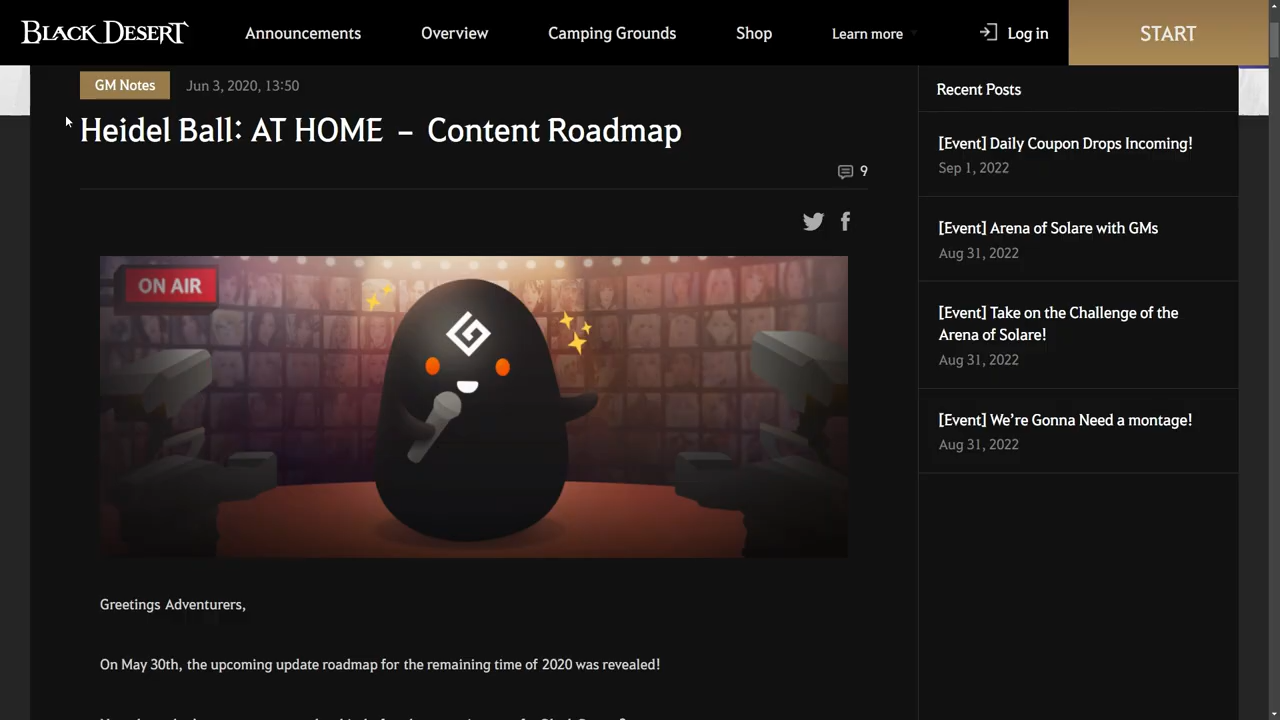 BLACK DESERT
Announcements
Overview
Camping Grounds
Shop
Learn more
Log in
START
GM Notes
Jun 3, 2020, 13:50
Heidel Ball: AT HOME – Content Roadmap
9
ON AIR
Greetings Adventurers,
On May 30th, the upcoming update roadmap for the remaining time of 2020 was revealed!
Recent Posts
[Event] Daily Coupon Drops Incoming!
Sep 1, 2022
[Event] Arena of Solare with GMs
Aug 31, 2022
[Event] Take on the Challenge of the
Arena of Solare!
Aug 31, 2022
[Event] We're Gonna Need a montage!
Aug 31, 2022